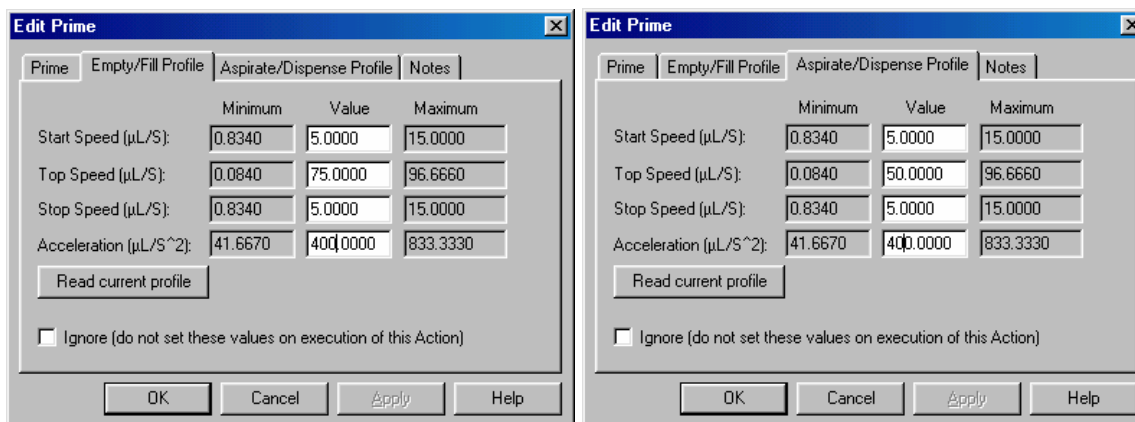 Edit Prime
Prime Empty/Fill Profile Aspirate/Dispense Profile Notes
Minimum Value Maximum
Start Speed (µL/S): 0.8340 5.0000 15.0000
Top Speed (µL/S): 0.0840 75.0000 96.6660
Stop Speed (µL/S): 0.8340 5.0000 15.0000
Acceleration (µL/S^2): 41.6670 400.0000 833.3330
Read current profile
Ignore (do not set these values on execution of this Action)
OK Cancel Apply Help
Edit Prime
Prime Empty/Fill Profile Aspirate/Dispense Profile Notes
Minimum Value Maximum
Start Speed (µL/S): 0.8340 5.0000 15.0000
Top Speed (µL/S): 0.0840 50.0000 96.6660
Stop Speed (µL/S): 0.8340 5.0000 15.0000
Acceleration (µL/S^2): 41.6670 400.0000 833.3330
Read current profile
Ignore (do not set these values on execution of this Action)
OK Cancel Apply Help